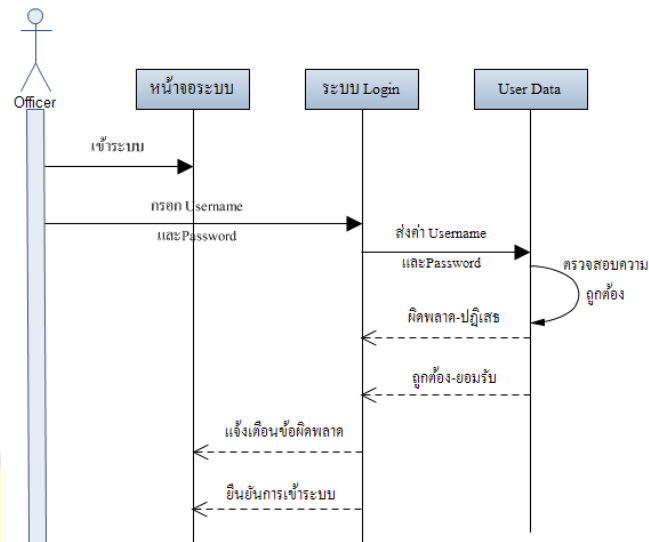 หน้าจอระบบ
ระบบ Login
User Data
Officer
เข้าระบบ
กรอก Username
และPassword
ส่งค่า Username
และPassword
ตรวจสอบความ
ถูกต้อง
ผิดพลาด-ปฏิเสธ
ถูกต้อง-ยอมรับ
แจ้งเตือนข้อผิดพลาด
ยืนยันการเข้าระบบ